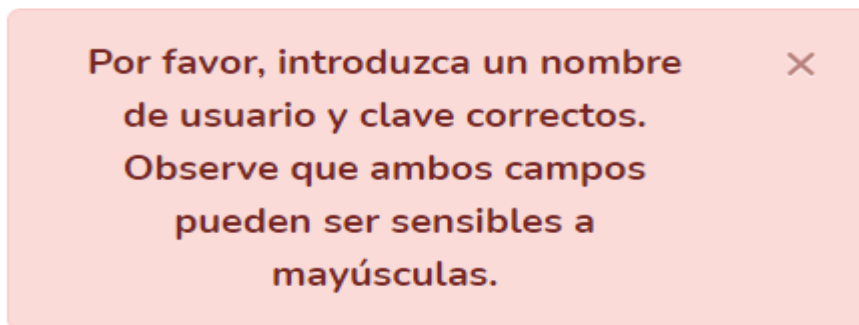 Por favor, introduzca un nombre
de usuario y clave correctos.
Observe que ambos campos
pueden ser sensibles a
mayúsculas.